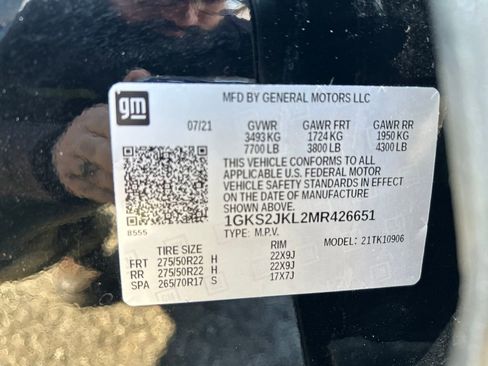 gm
MFD BY GENERAL MOTORS LLC
07/21 GVWR GAWR FRT GAWR RR
3493 KG 1724 KG 1950 KG
7700 LB 3800 LB 4300 LB
THIS VEHICLE CONFORMS TO ALL
APPLICABLE U.S. FEDERAL MOTOR
VEHICLE SAFETY STANDARDS IN EFFECT
ON THE DATE OF MANUFACTURE
SHOWN ABOVE.
8555 1GKS2JKL2MR426651
TYPE: M.P.V. MODEL: 21TK10906
TIRE SIZE RIM
FRT 275/50R22 H 22X9J
RR 275/50R22 H 22X9J
SPA 265/70R17 S 17X7J